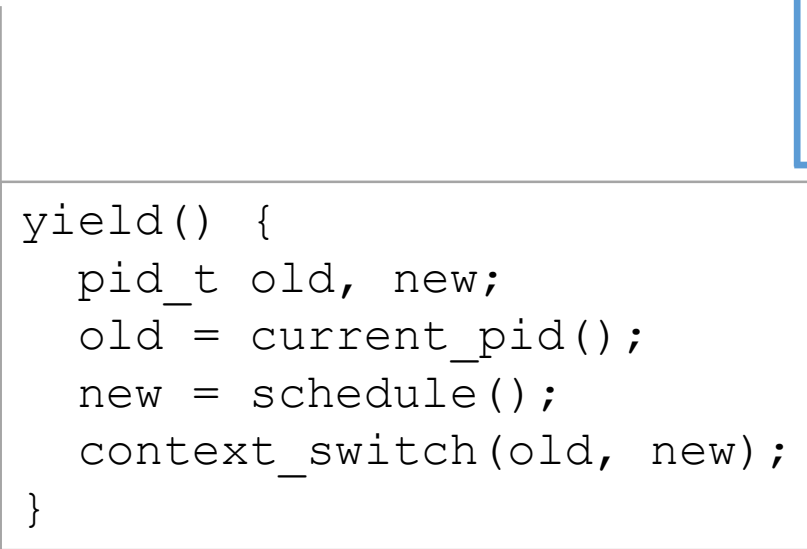 yield() {
  pid_t old, new;
  old = current_pid();
  new = schedule();
  context_switch(old, new);
}